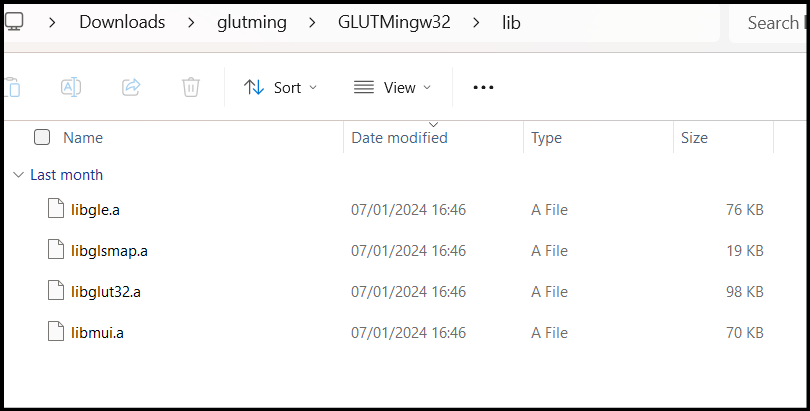 Downloads > glutming > GLUTMingw32 > lib
Search
Sort
View
Name Date modified Type Size
Last month
libgle.a 07/01/2024 16:46 A File 76 KB
libglsmap.a 07/01/2024 16:46 A File 19 KB
libglut32.a 07/01/2024 16:46 A File 98 KB
libmui.a 07/01/2024 16:46 A File 70 KB